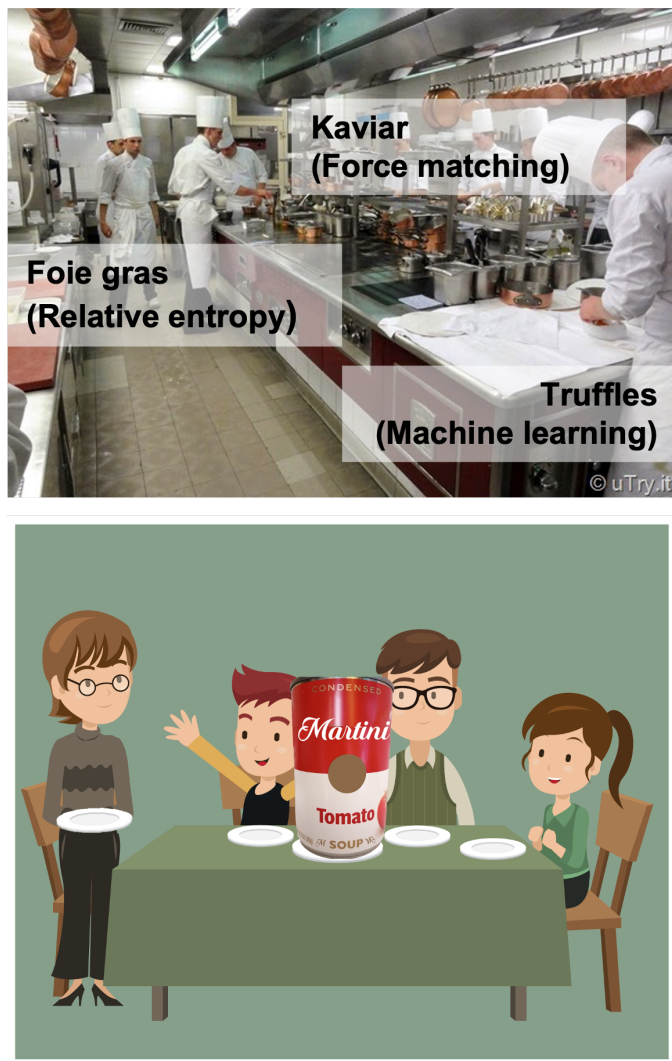 Kaviar
(Force matching)
Foie gras
(Relative entropy)
Truffles
(Machine learning)
© uTry.it
CONDENSED
Martini
Tomato
SOUP